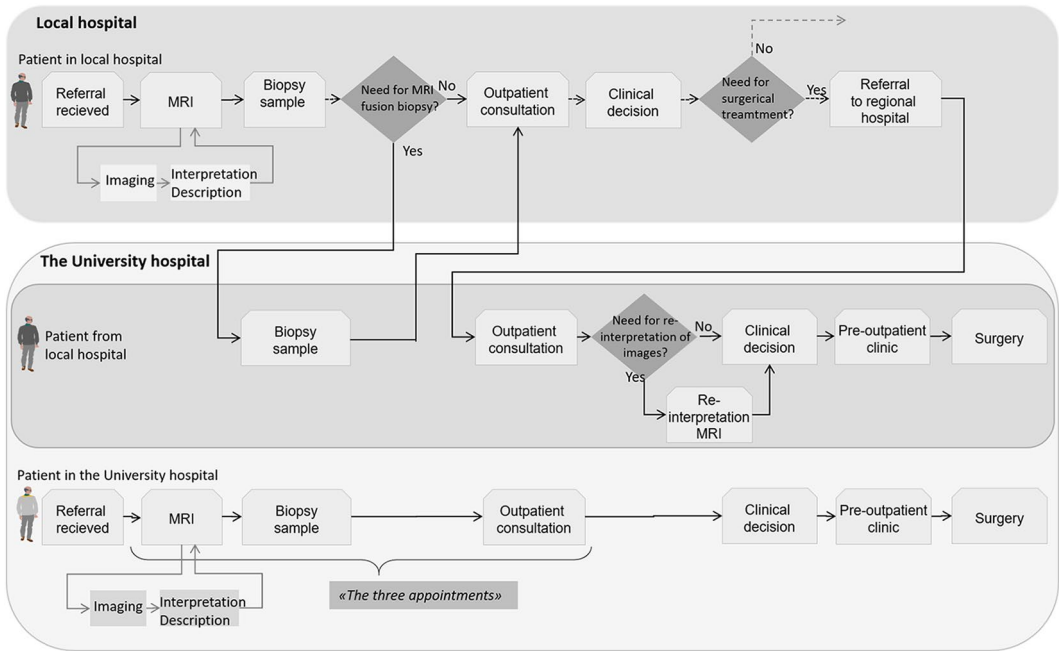 Local hospital
Patient in local hospital
Referral
recieved
MRI
Biopsy
sample
Need for MRI
fusion biopsy?
No
Yes
Outpatient
consultation
Clinical
decision
Need for
surgerical
treamtment?
No
Yes
Referral
to regional
hospital
Imaging
Interpretation
Description
The University hospital
Patient from
local hospital
Biopsy
sample
Outpatient
consultation
Need for re-
interpretation of
images?
No
Yes
Re-
interpretation
MRI
Clinical
decision
Pre-outpatient
clinic
Surgery
Patient in the University hospital
Referral
recieved
MRI
Biopsy
sample
Outpatient
consultation
Clinical
decision
Pre-outpatient
clinic
Surgery
«The three appointments»
Imaging
Interpretation
Description